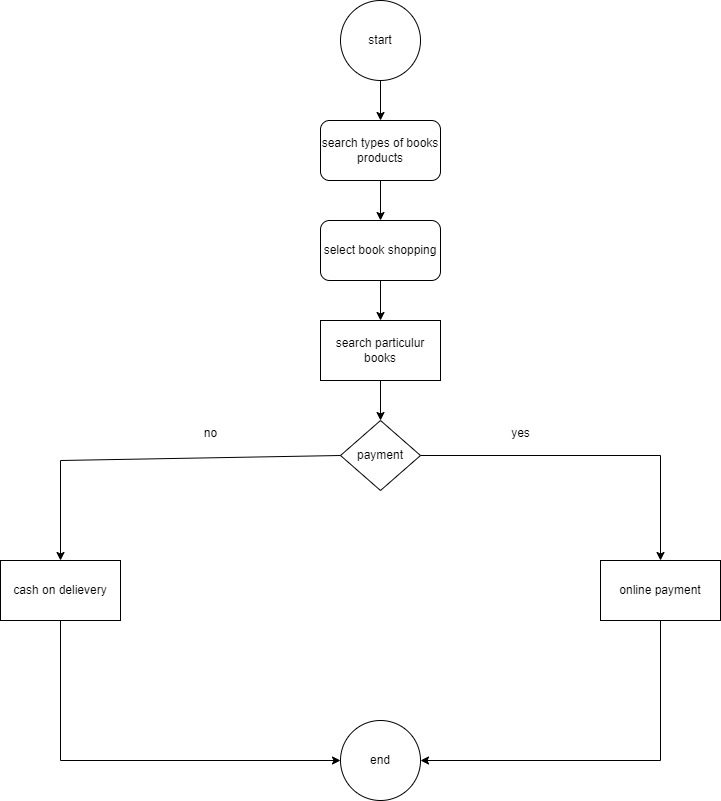 start
search types of books
products
select book shopping
search particulur
books
no
yes
payment
cash on delievery
online payment
end